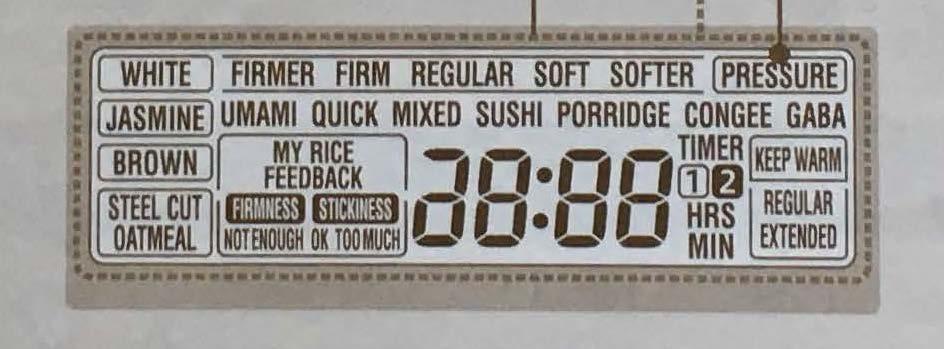 WHITE FIRMER FIRM REGULAR SOFT SOFTER PRESSURE
JASMINE UMAMI QUICK MIXED SUSHI PORRIDGE CONGEE GABA
BROWN
STEEL CUT
OATMEAL
MY RICE
FEEDBACK
FIRMNESS STICKINESS
NOT ENOUGH OK TOO MUCH
28:88
TIMER
1 2
HRS
MIN
KEEP WARM
REGULAR
EXTENDED